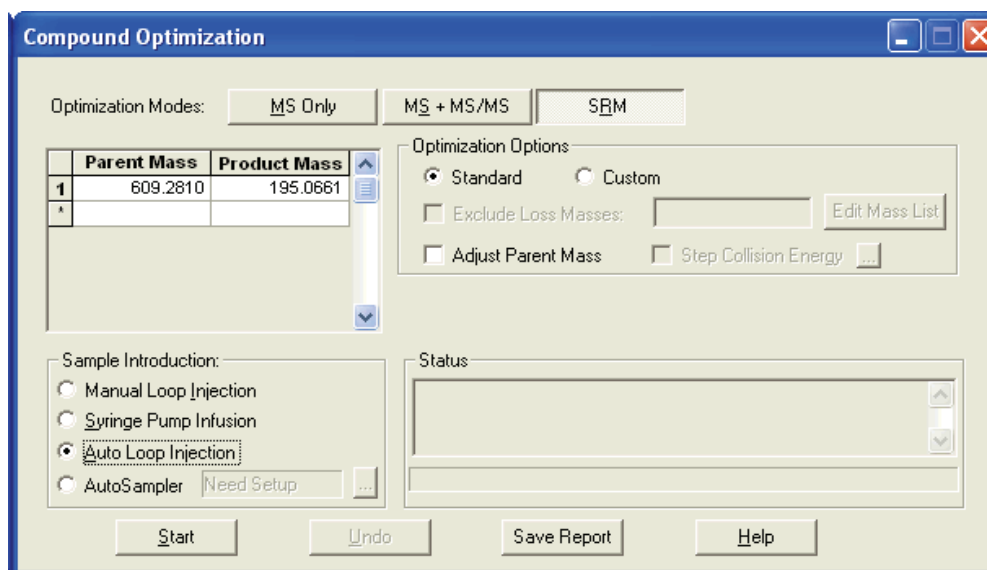 Compound Optimization
Optimization Modes: MS Only MS + MS/MS SRM
Parent Mass Product Mass
1 609.2810 195.0661
*
Optimization Options
Standard Custom
Exclude Loss Masses: Edit Mass List
Adjust Parent Mass Step Collision Energy ...
Sample Introduction:
Manual Loop Injection
Syringe Pump Infusion
Auto Loop Injection
AutoSampler Need Setup ...
Status
Start Undo Save Report Help